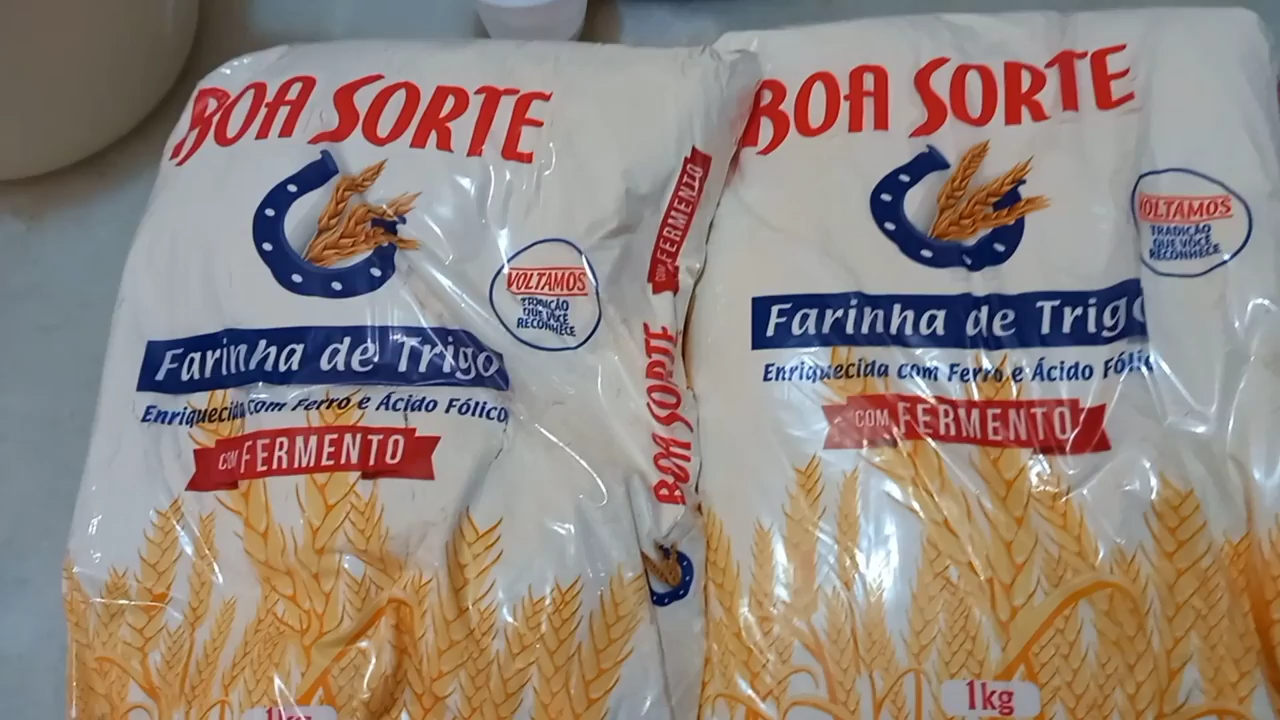 BOA SORTE
VOLTAMOS
TRADIÇÃO
QUE VOCÊ
RECONHECE
Farinha de Trigo
Enriquecida com Ferro e Ácido Fólico
COM FERMENTO
1kg
COM FERMENTO
BOA SORTE
BOA SORTE
VOLTAMOS
TRADIÇÃO
QUE VOCÊ
RECONHECE
Farinha de Trigo
Enriquecida com Ferro e Ácido Fólic
COM FERMENTO
1kg